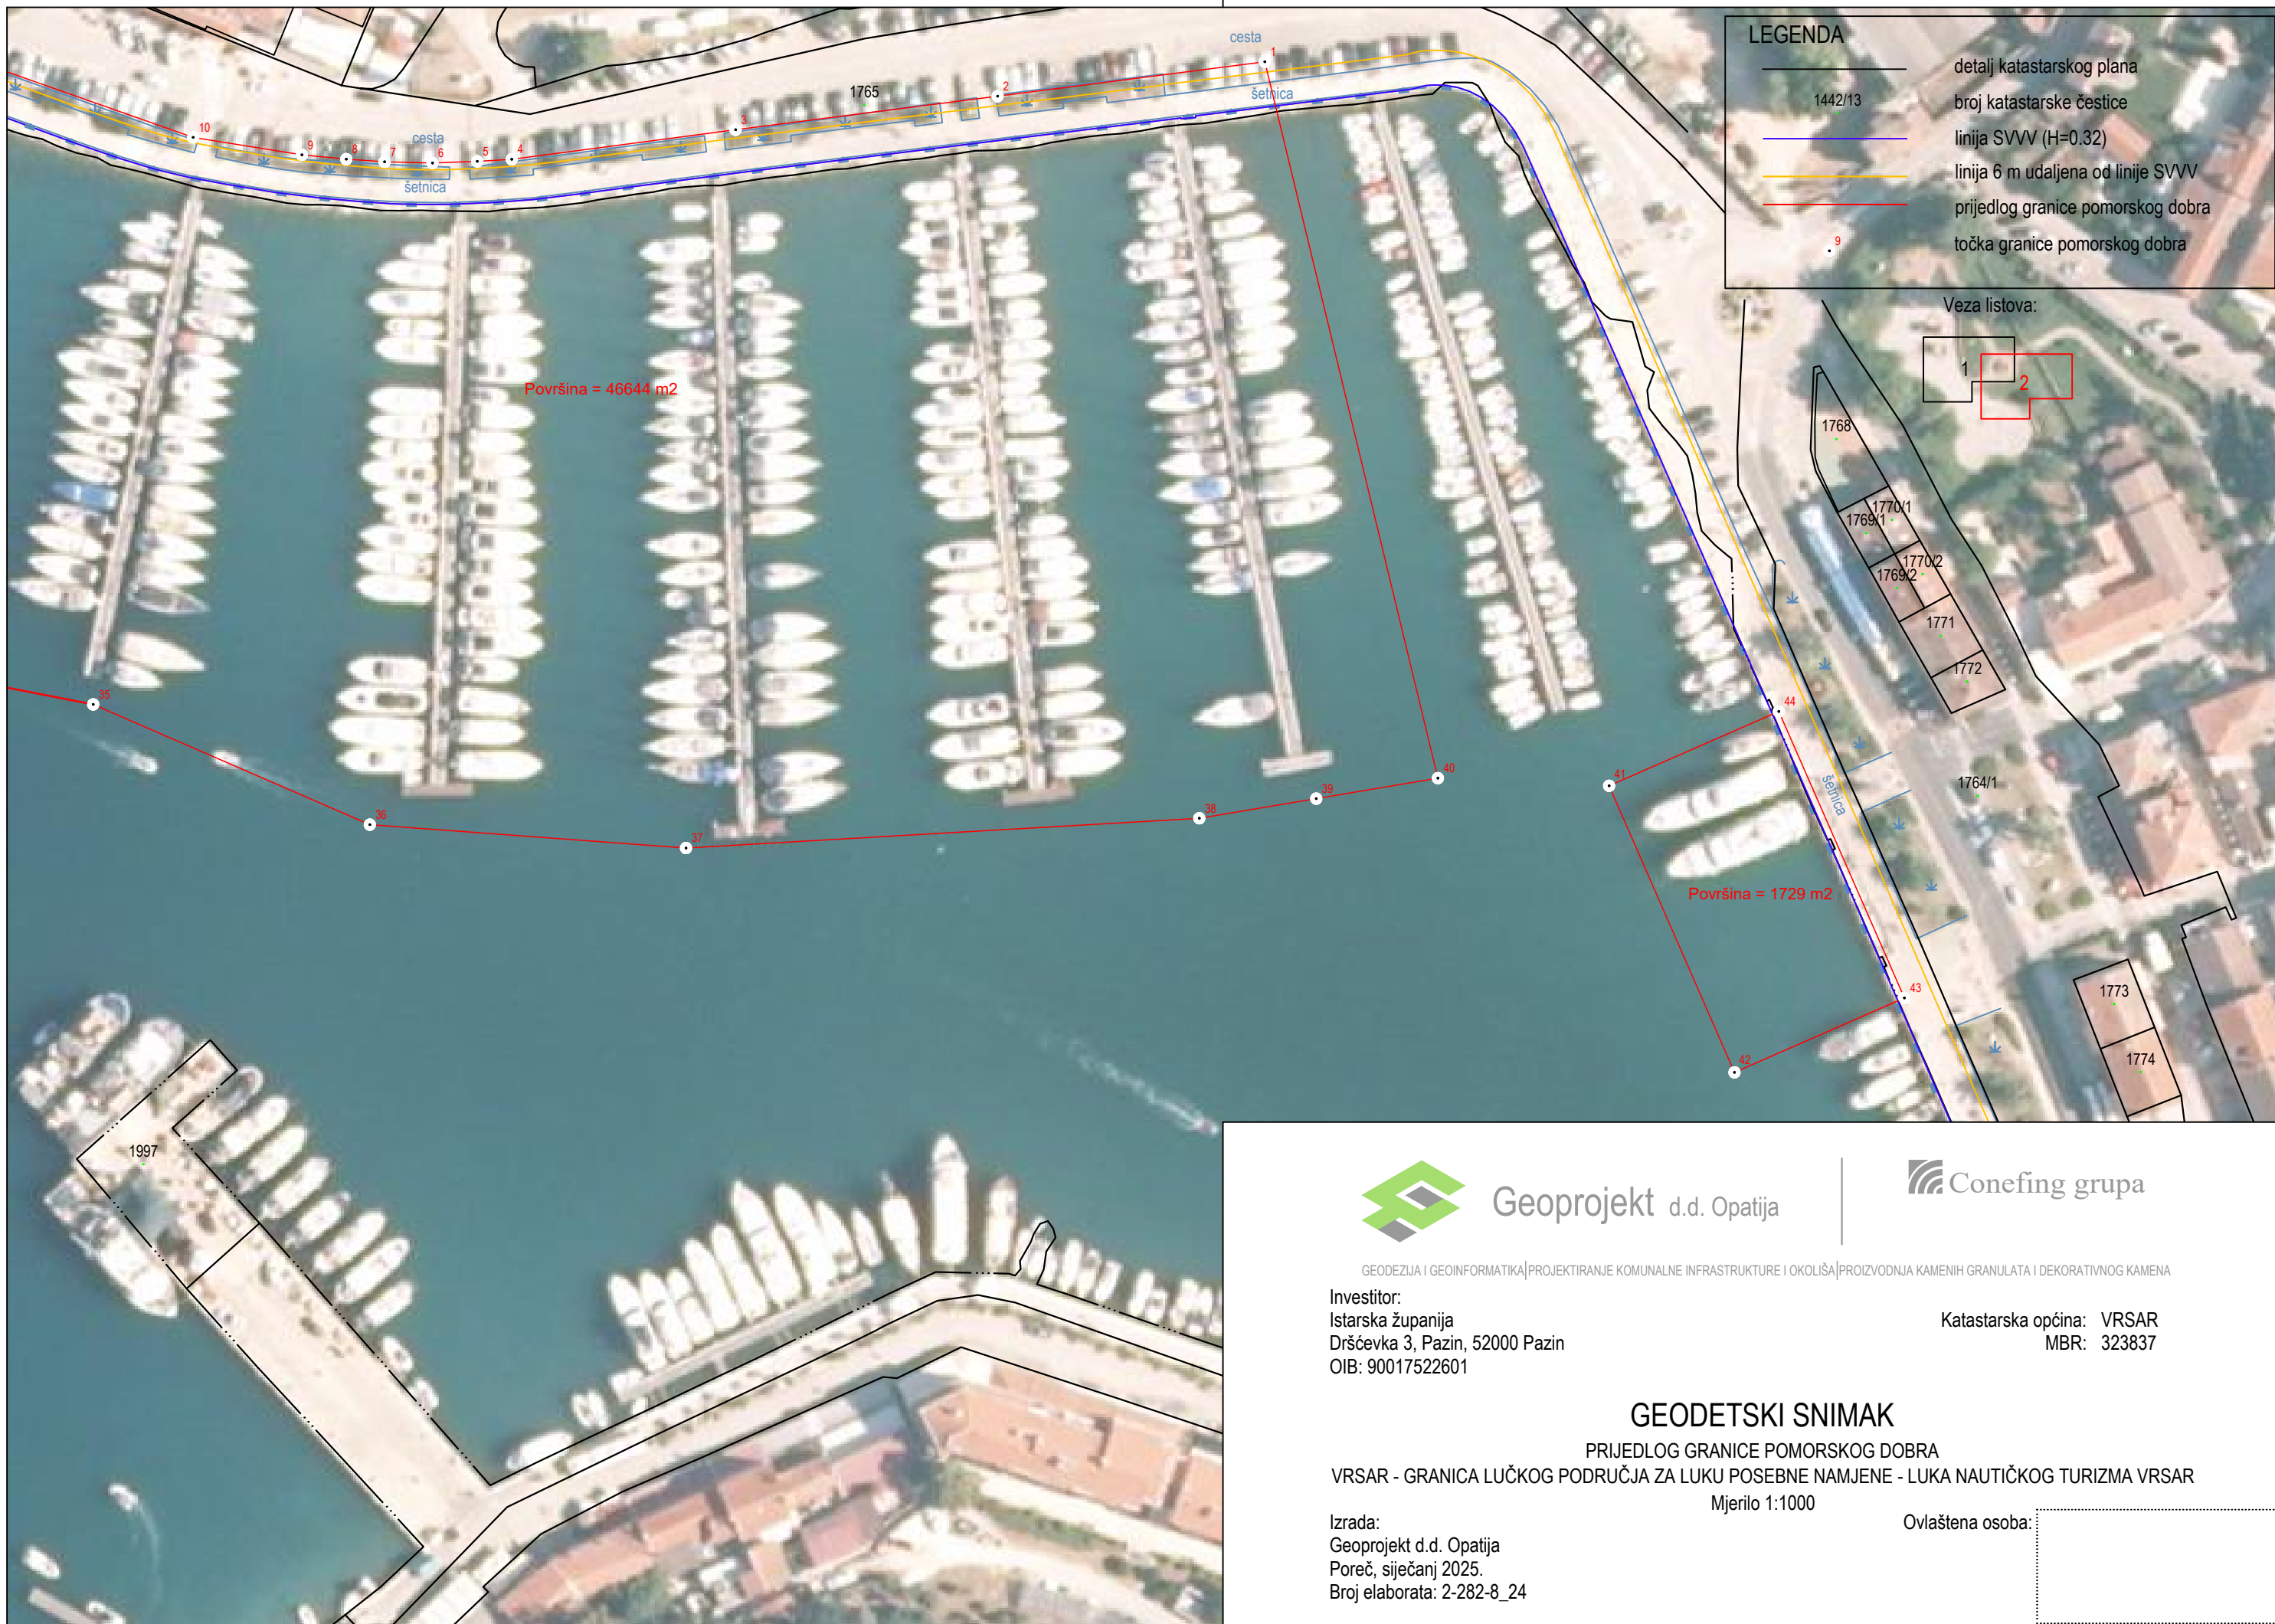 cesta
1
LEGENDA
detalj katastarskog plana
1442/13
broj katastarske čestice
linija SVVV (H=0.32)
linija 6 m udaljena od linije SVVV
prijedlog granice pomorskog dobra
9
točka granice pomorskog dobra
Veza listova:
1
2
2
1765
šetnica
3
10
cesta
9
8
7
6
5
4
šetnica
Površina = 46644 m2
1768
1770/1
1769/1
1770/2
1769/2
1771
1772
35
44
40
41
39
38
36
37
šetnica
1764/1
Površina = 1729 m2
43
1773
42
1774
1997
Geoprojekt d.d. Opatija
Conefing grupa
GEODEZIJA I GEOINFORMATIKA|PROJEKTIRANJE KOMUNALNE INFRASTRUKTURE I OKOLIŠA|PROIZVODNJA KAMENIH GRANULATA I DEKORATIVNOG KAMENA
Investitor:
Istarska županija
Dršćevka 3, Pazin, 52000 Pazin
OIB: 90017522601
Katastarska općina: VRSAR
MBR: 323837
GEODETSKI SNIMAK
PRIJEDLOG GRANICE POMORSKOG DOBRA
VRSAR - GRANICA LUČKOG PODRUČJA ZA LUKU POSEBNE NAMJENE - LUKA NAUTIČKOG TURIZMA VRSAR
Mjerilo 1:1000
Izrada:
Geoprojekt d.d. Opatija
Poreč, siječanj 2025.
Broj elaborata: 2-282-8_24
Ovlaštena osoba: